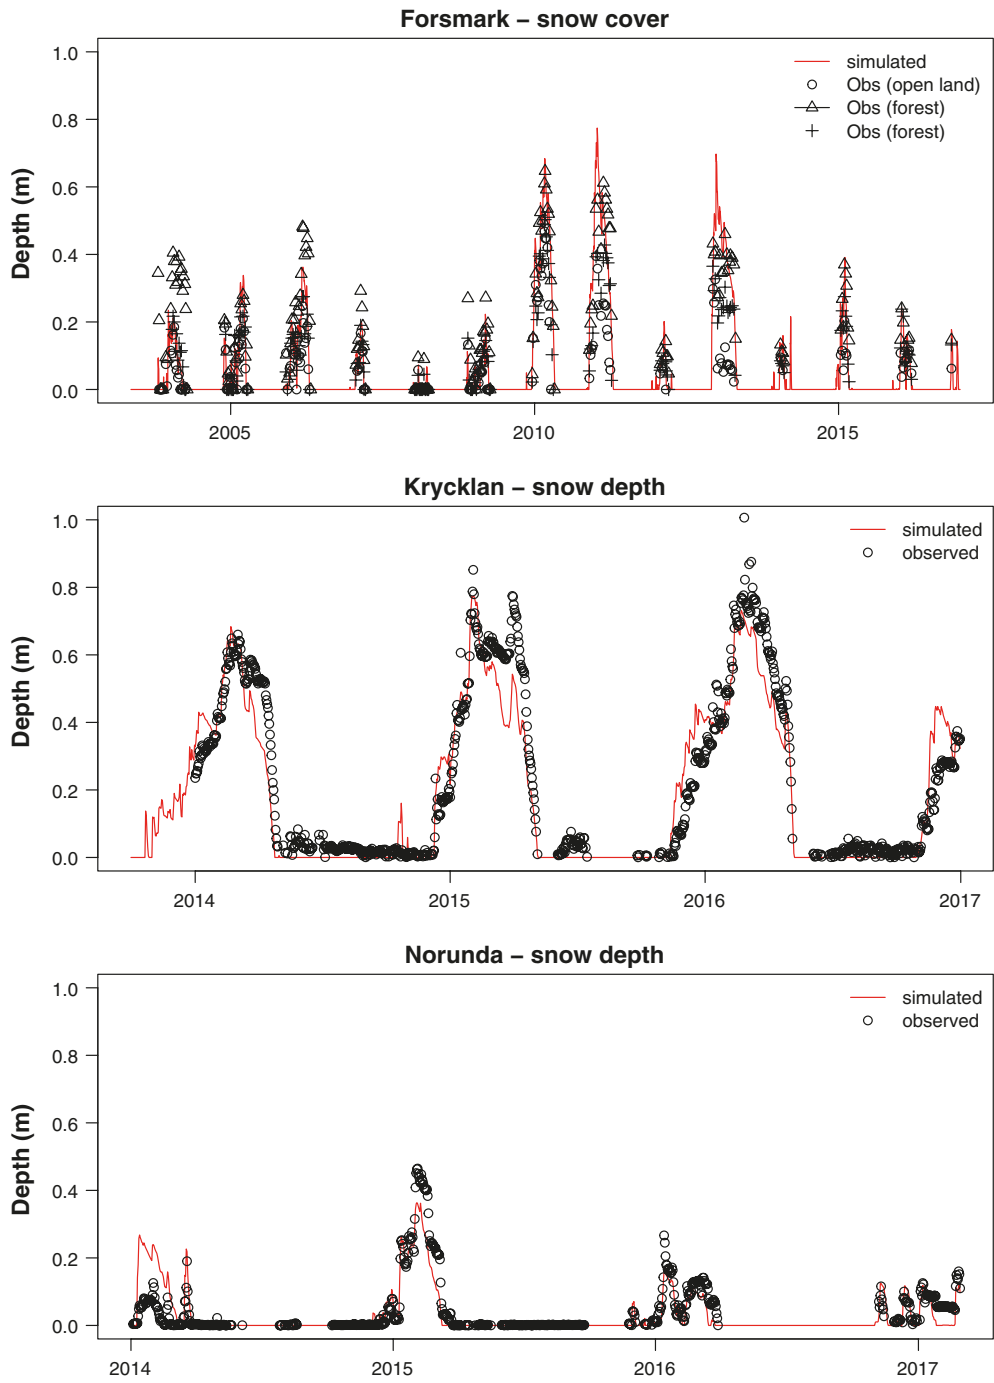 Forsmark – snow cover
1.0
0.8
0.6
0.4
0.2
0.0
Depth (m)
simulated
Obs (open land)
Obs (forest)
Obs (forest)
2005
2010
2015
Krycklan – snow depth
1.0
0.8
0.6
0.4
0.2
0.0
Depth (m)
simulated
observed
2014
2015
2016
2017
Norunda – snow depth
1.0
0.8
0.6
0.4
0.2
0.0
Depth (m)
simulated
observed
2014
2015
2016
2017